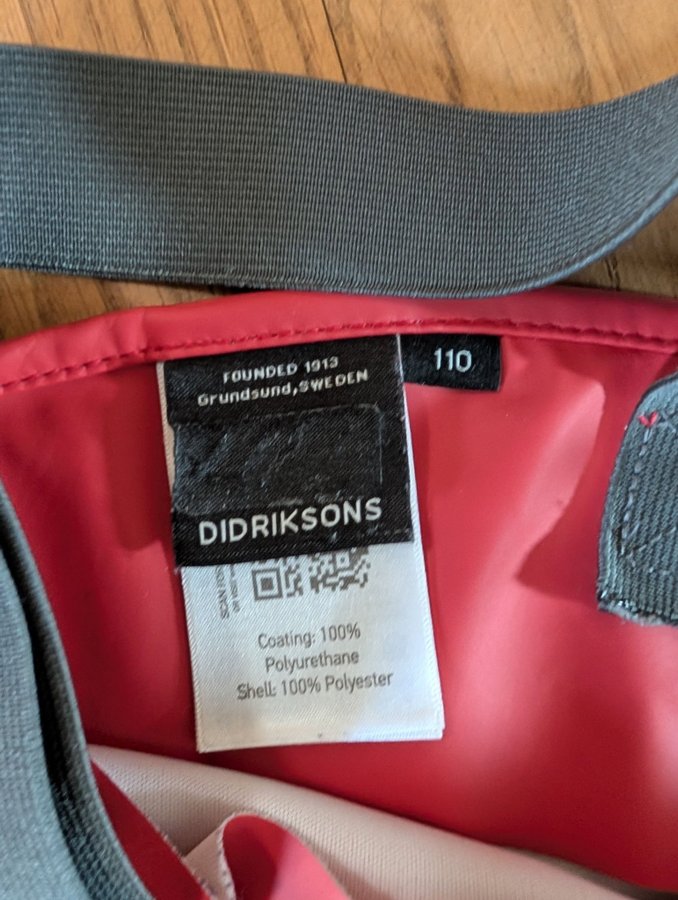 FOUNDED 1913
Grundsund, SWEDEN
110
DIDRIKSONS
Coating: 100%
Polyurethane
Shell: 100% Polyester